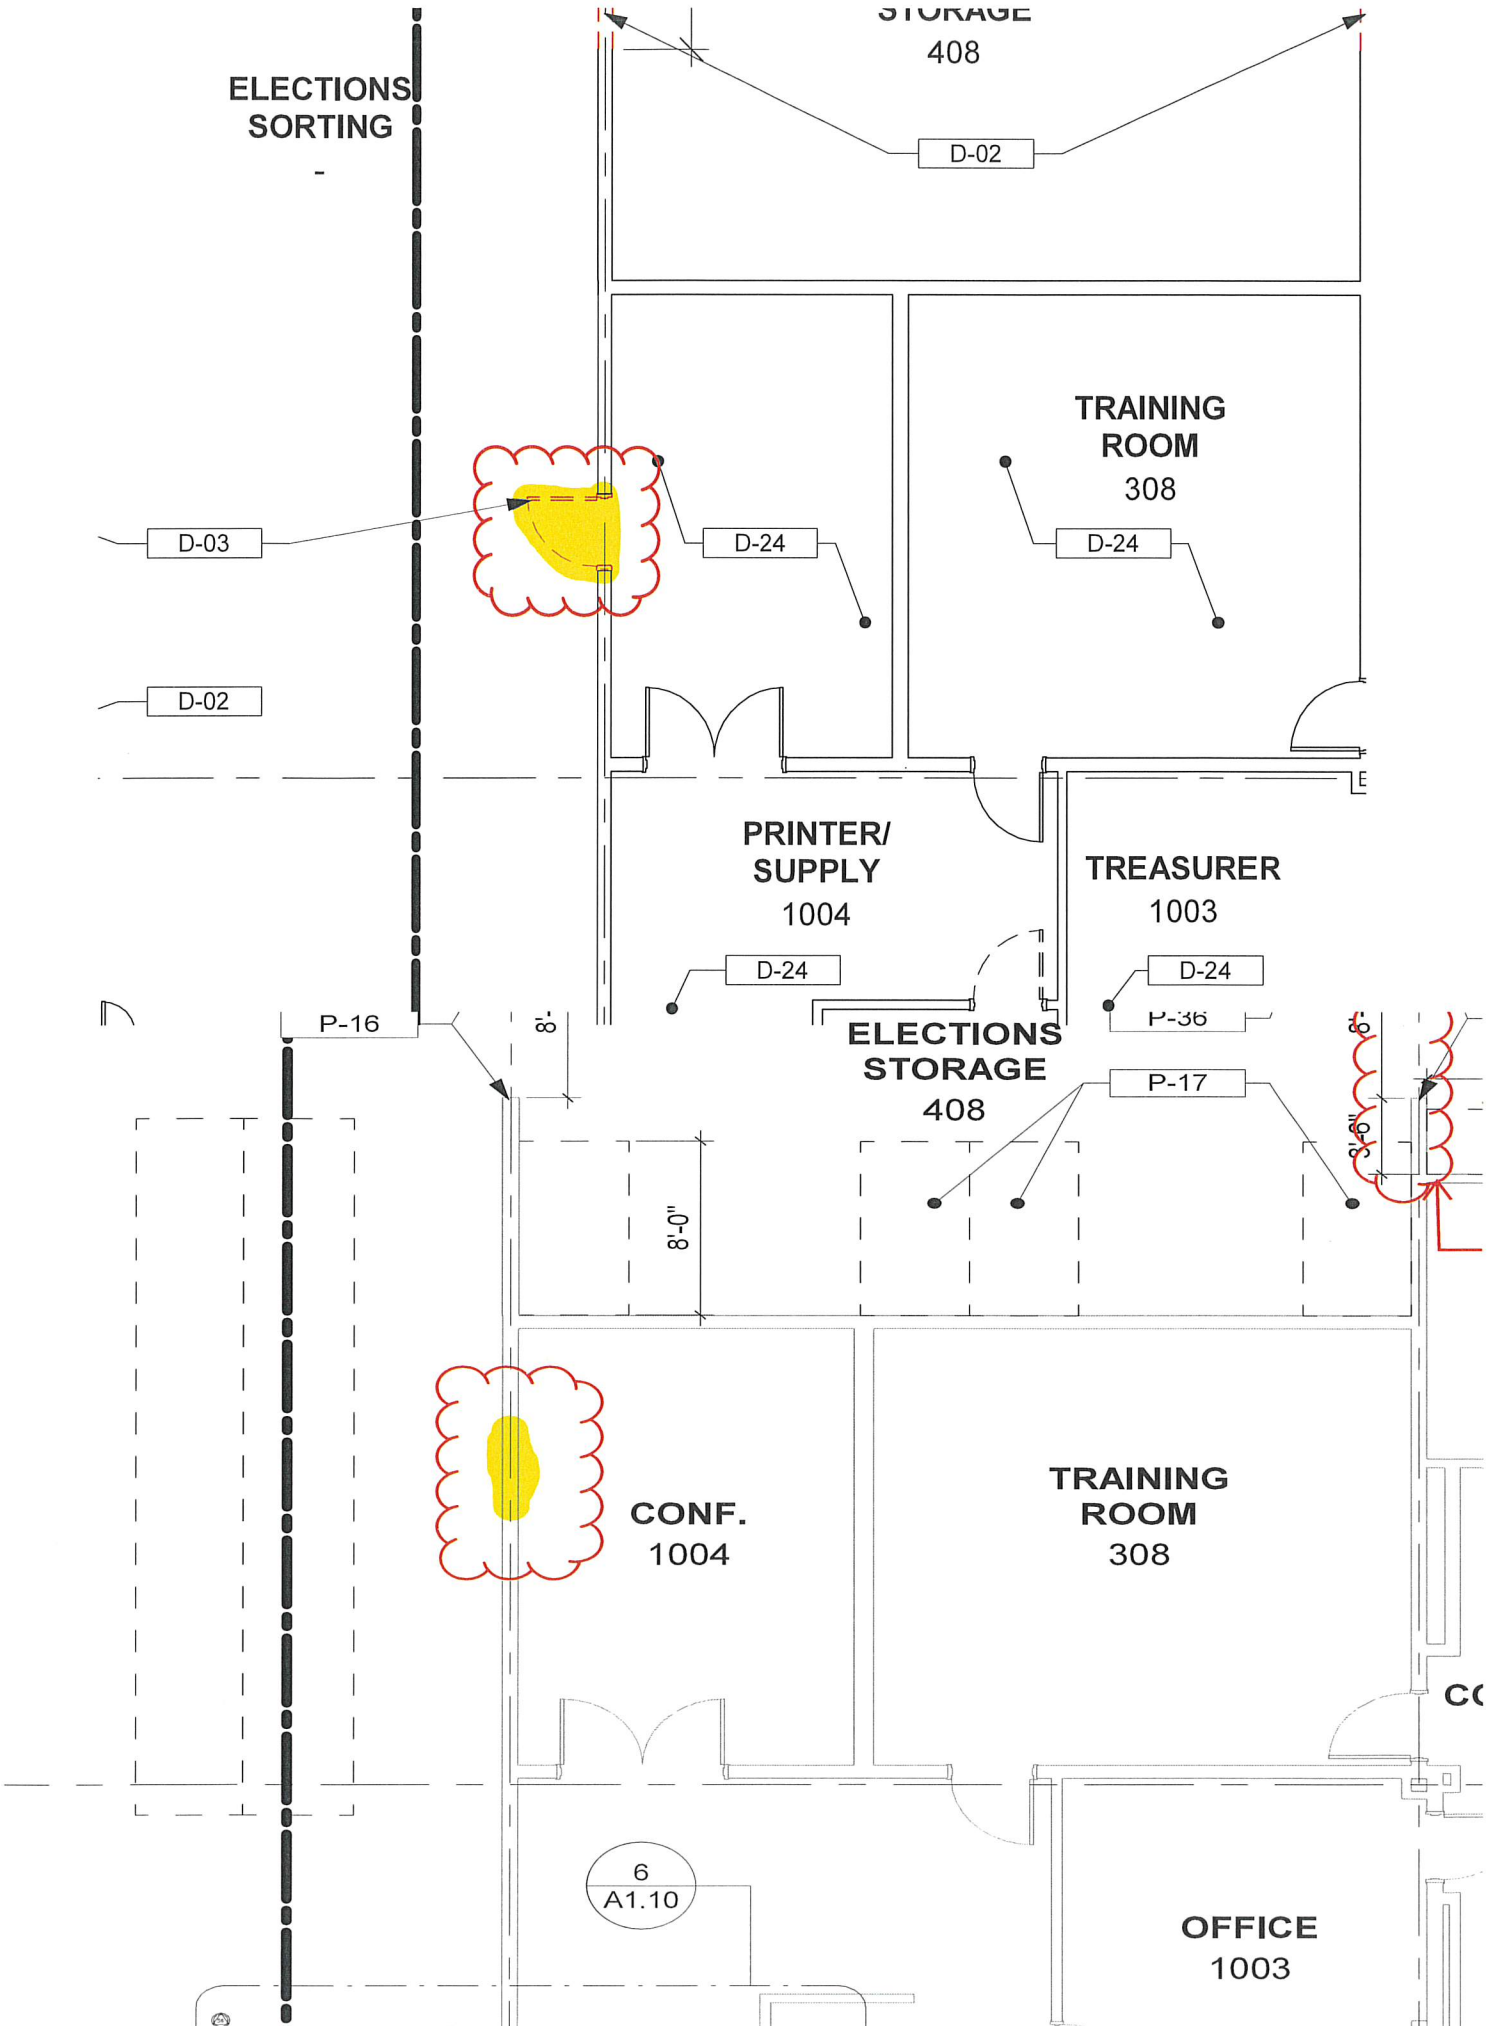 STORAGE
408
ELECTIONS
SORTING
-
D-02
TRAINING
ROOM
308
D-03
D-24
D-24
D-02
PRINTER/
SUPPLY
1004
TREASURER
1003
D-24
D-24
P-16
8'-
ELECTIONS
STORAGE
408
P-36
P-17
8'-0"
TRAINING
ROOM
308
CONF.
1004
6
A1.10
OFFICE
1003